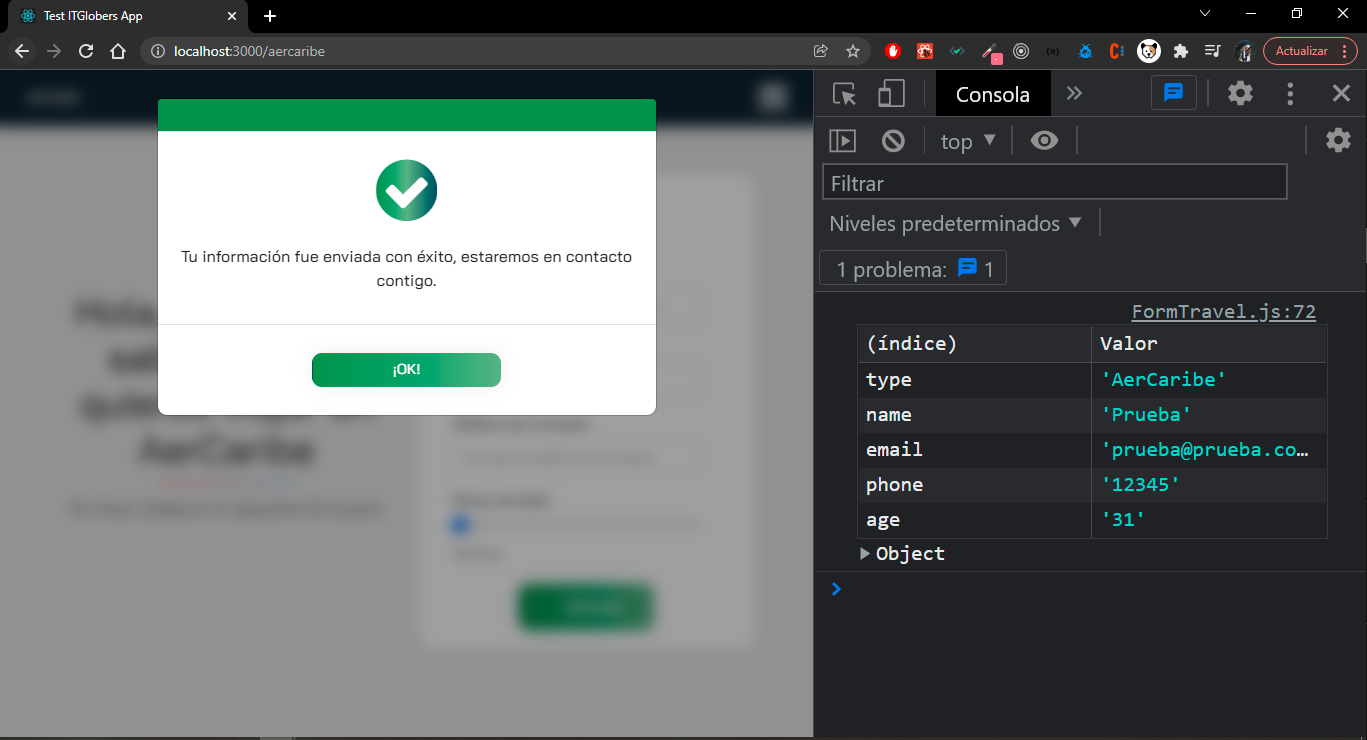 Test ITGlobers App
localhost:3000/aercaribe
Actualizar
Tu información fue enviada con éxito, estaremos en contacto
contigo.
¡OK!
Hola,
AerCaribe
Consola
top
Filtrar
Niveles predeterminados
1 problema: 1
FormTravel.js:72
(índice) Valor
type 'AerCaribe'
name 'Prueba'
email 'prueba@prueba.co…
phone '12345'
age '31'
Object